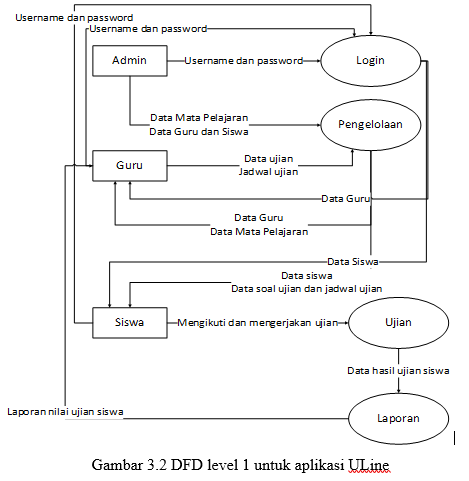 Username dan password
Username dan password
Admin
Username dan password
Login
Data Mata Pelajaran
Data Guru dan Siswa
Pengelolaan
Guru
Data ujian
Jadwal ujian
Data Guru
Data Guru
Data Mata Pelajaran
Data Siswa
Data siswa
Data soal ujian dan jadwal ujian
Siswa
Mengikuti dan mengerjakan ujian
Ujian
Data hasil ujian siswa
Laporan nilai ujian siswa
Laporan
Gambar 3.2 DFD level 1 untuk aplikasi ULine